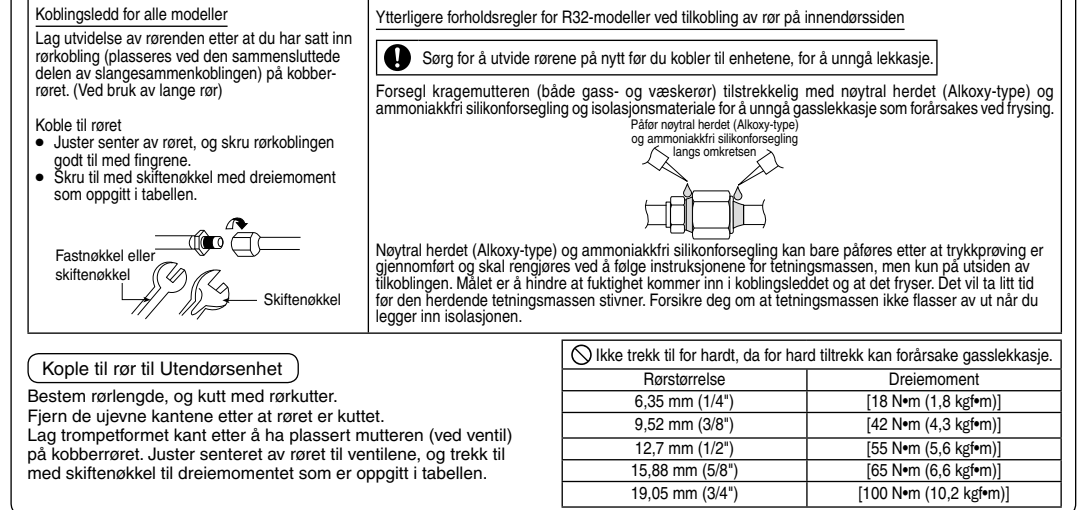 Koblingsledd for alle modeller
Lag utvidelse av rørenden etter at du har satt inn
rørkobling (plasseres ved den sammensluttede
delen av slangesammenkoblingen) på kobber-
røret. (Ved bruk av lange rør)
Koble til røret
● Juster senter av røret, og skru rørkoblingen
godt til med fingrene.
● Skru til med skiftenøkkel med dreiemoment
som oppgitt i tabellen.
Fastnøkkel eller
skiftenøkkel
Skiftenøkkel
Ytterligere forholdsregler for R32-modeller ved tilkobling av rør på innendørssiden
Sørg for å utvide rørene på nytt før du kobler til enhetene, for å unngå lekkasje.
Forsegl kragemutteren (både gass- og væskerør) tilstrekkelig med nøytral herdet (Alkoxy-type) og
ammoniakkfri silikonforsegling og isolasjonsmateriale for å unngå gasslekkasje som forårsakes ved frysing.
Påfør nøytral herdet (Alkoxy-type)
og ammoniakkfri silikonforsegling
langs omkretsen
Nøytral herdet (Alkoxy-type) og ammoniakkfri silikonforsegling kan bare påføres etter at trykkprøving er
gjennomført og skal rengjøres ved å følge instruksjonene for tetningsmassen, men kun på utsiden av
tilkoblingen. Målet er å hindre at fuktighet kommer inn i koblingsleddet og at det fryser. Det vil ta litt tid
før den herdende tetningsmassen stivner. Forsikre deg om at tetningsmassen ikke flasser av ut når du
legger inn isolasjonen.
Kople til rør til Utendørsenhet
Bestem rørlengde, og kutt med rørkutter.
Fjern de ujevne kantene etter at røret er kuttet.
Lag trompetformet kant etter å ha plassert mutteren (ved ventil)
på kobberrøret. Juster senteret av røret til ventilene, og trekk til
med skiftenøkkel til dreiemomentet som er oppgitt i tabellen.
Ikke trekk til for hardt, da for hard tiltrekk kan forårsake gasslekkasje.
Rørstørrelse Dreiemoment
6,35 mm (1/4") [18 N•m (1,8 kgf•m)]
9,52 mm (3/8") [42 N•m (4,3 kgf•m)]
12,7 mm (1/2") [55 N•m (5,6 kgf•m)]
15,88 mm (5/8") [65 N•m (6,6 kgf•m)]
19,05 mm (3/4") [100 N•m (10,2 kgf•m)]